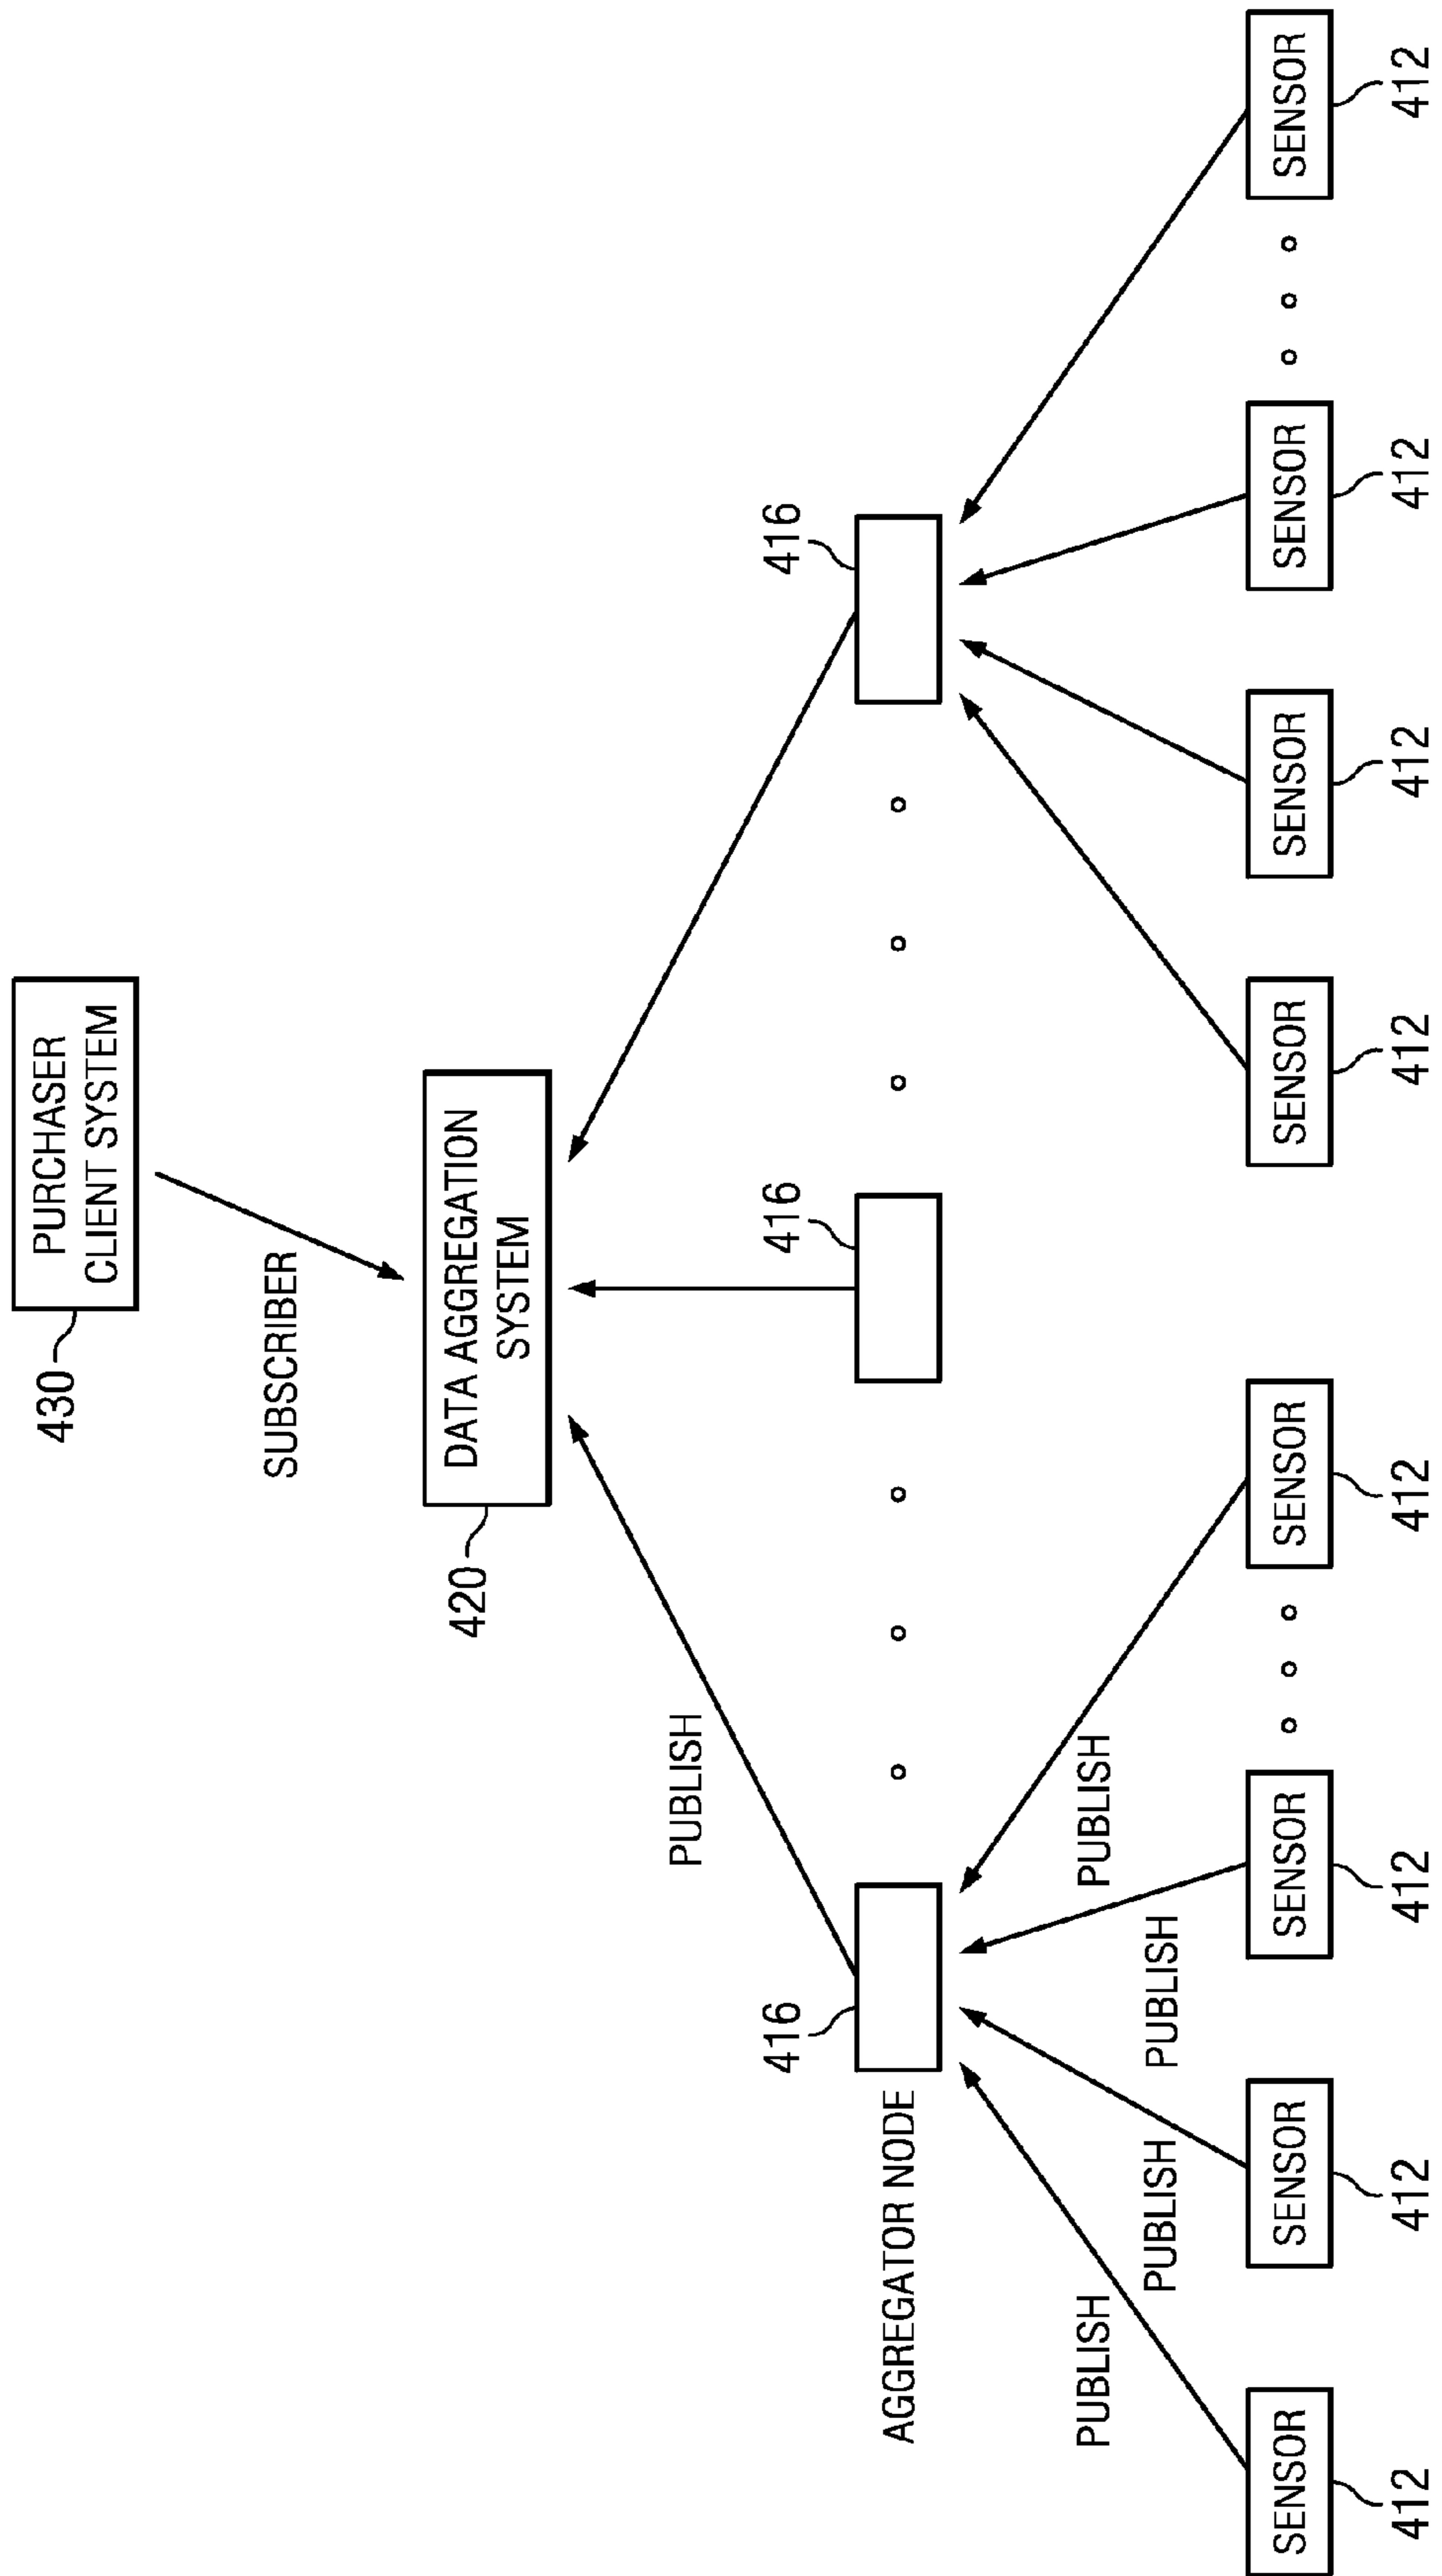 PURCHASER
CLIENT SYSTEM
430
SUBSCRIBER
DATA AGGREGATION
SYSTEM
420
PUBLISH
416
416
416
AGGREGATOR NODE
PUBLISH
PUBLISH
PUBLISH
PUBLISH
SENSOR
SENSOR
SENSOR
SENSOR
SENSOR
SENSOR
SENSOR
SENSOR
412
412
412
412
412
412
412
412